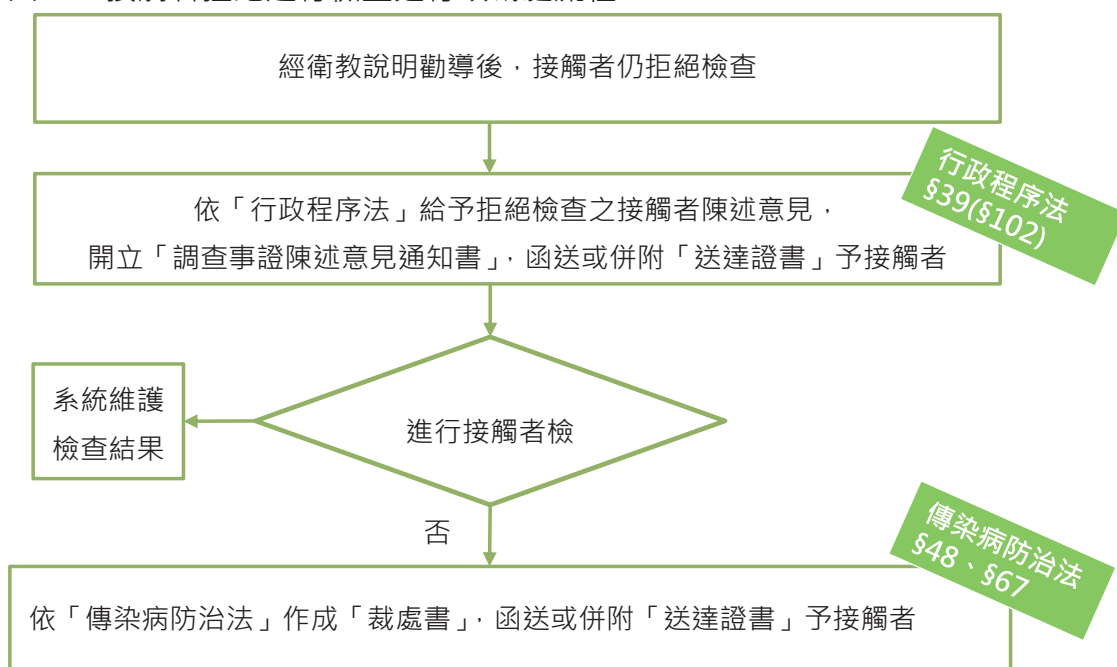 經衛教說明勸導後，接觸者仍拒絕檢查
行政程序法
§39(§102)
依「行政程序法」給予拒絕檢查之接觸者陳述意見，
開立「調查事證陳述意見通知書」，函送或併附「送達證書」予接觸者
系統維護
檢查結果
進行接觸者檢
否
傳染病防治法
§48、§67
依「傳染病防治法」作成「裁處書」，函送或併附「送達證書」予接觸者